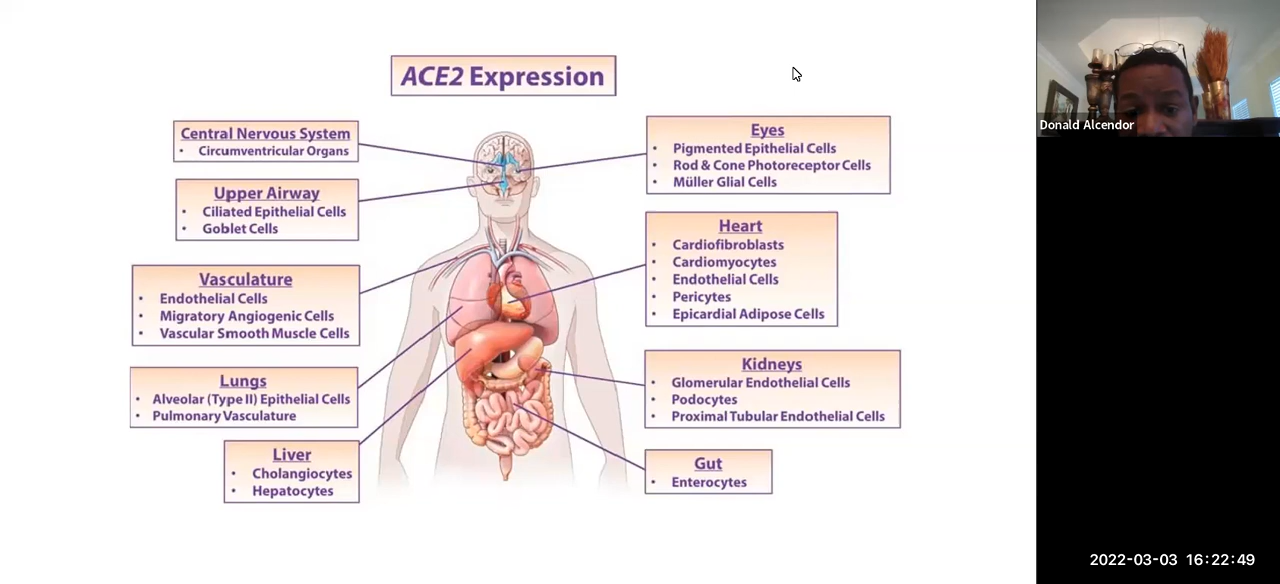 ACE2 Expression
Central Nervous System
• Circumventricular Organs
Upper Airway
• Ciliated Epithelial Cells
• Goblet Cells
Vasculature
• Endothelial Cells
• Migratory Angiogenic Cells
• Vascular Smooth Muscle Cells
Lungs
• Alveolar (Type II) Epithelial Cells
• Pulmonary Vasculature
Liver
• Cholangiocytes
• Hepatocytes
Eyes
• Pigmented Epithelial Cells
• Rod & Cone Photoreceptor Cells
• Müller Glial Cells
Heart
• Cardiofibroblasts
• Cardiomyocytes
• Endothelial Cells
• Pericytes
• Epicardial Adipose Cells
Kidneys
• Glomerular Endothelial Cells
• Podocytes
• Proximal Tubular Endothelial Cells
Gut
• Enterocytes
Donald Alcendor
2022-03-03 16:22:49